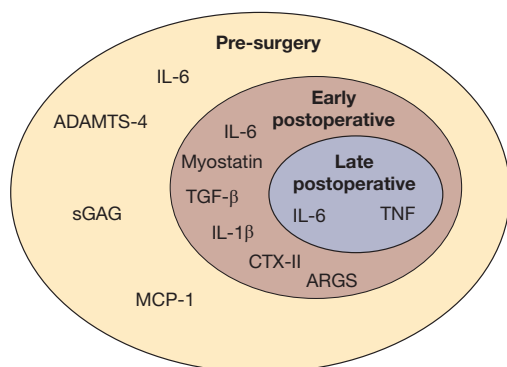 Pre-surgery
IL-6
ADAMTS-4
sGAG
MCP-1
Early
postoperative
IL-6
Myostatin
TGF-β
IL-1β
CTX-II
ARGS
Late
postoperative
IL-6
TNF